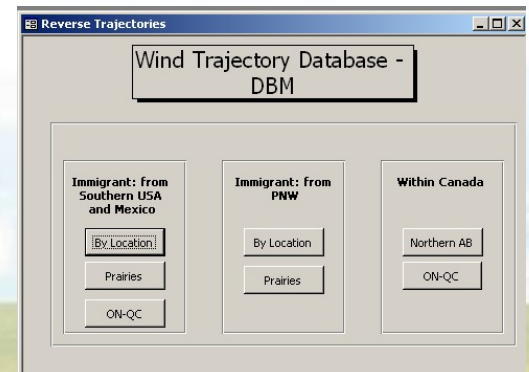 Reverse Trajectories
Wind Trajectory Database -
DBM
Immigrant: from
Southern USA
and Mexico
By Location
Prairies
ON-QC
Immigrant: from
PNW
By Location
Prairies
Within Canada
Northern AB
ON-QC